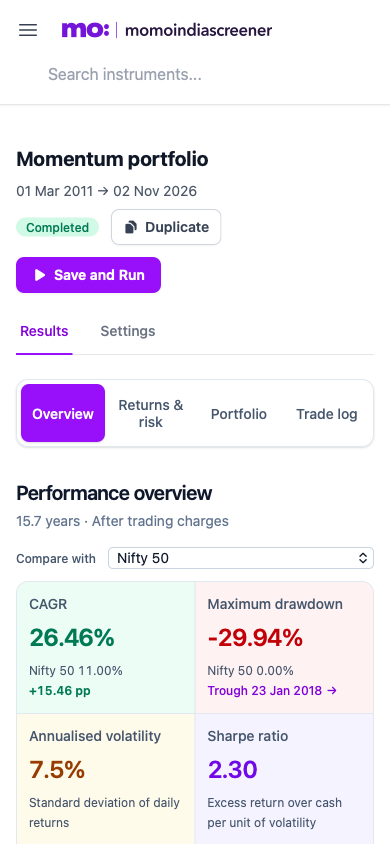 mo: | momoindiascreener
Search instruments...
Momentum portfolio
01 Mar 2011 → 02 Nov 2026
Completed
Duplicate
Save and Run
Results
Settings
Overview
Returns &
risk
Portfolio
Trade log
Performance overview
15.7 years · After trading charges
Compare with
Nifty 50
CAGR
26.46%
Nifty 50 11.00%
+15.46 pp
Maximum drawdown
-29.94%
Nifty 50 0.00%
Trough 23 Jan 2018 →
Annualised volatility
7.5%
Standard deviation of daily
returns
Sharpe ratio
2.30
Excess return over cash
per unit of volatility